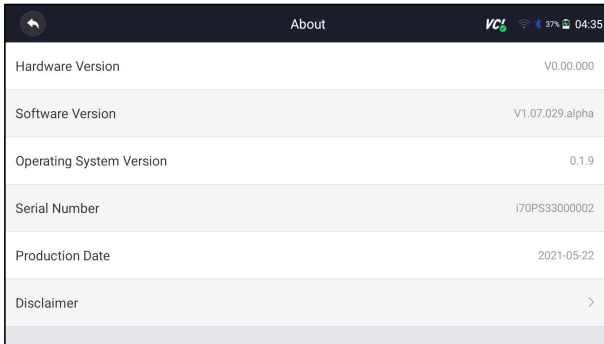 About
VCI 37% 04:35
Hardware Version V0.00.000
Software Version V1.07.029.alpha
Operating System Version 0.1.9
Serial Number i70PS33000002
Production Date 2021-05-22
Disclaimer